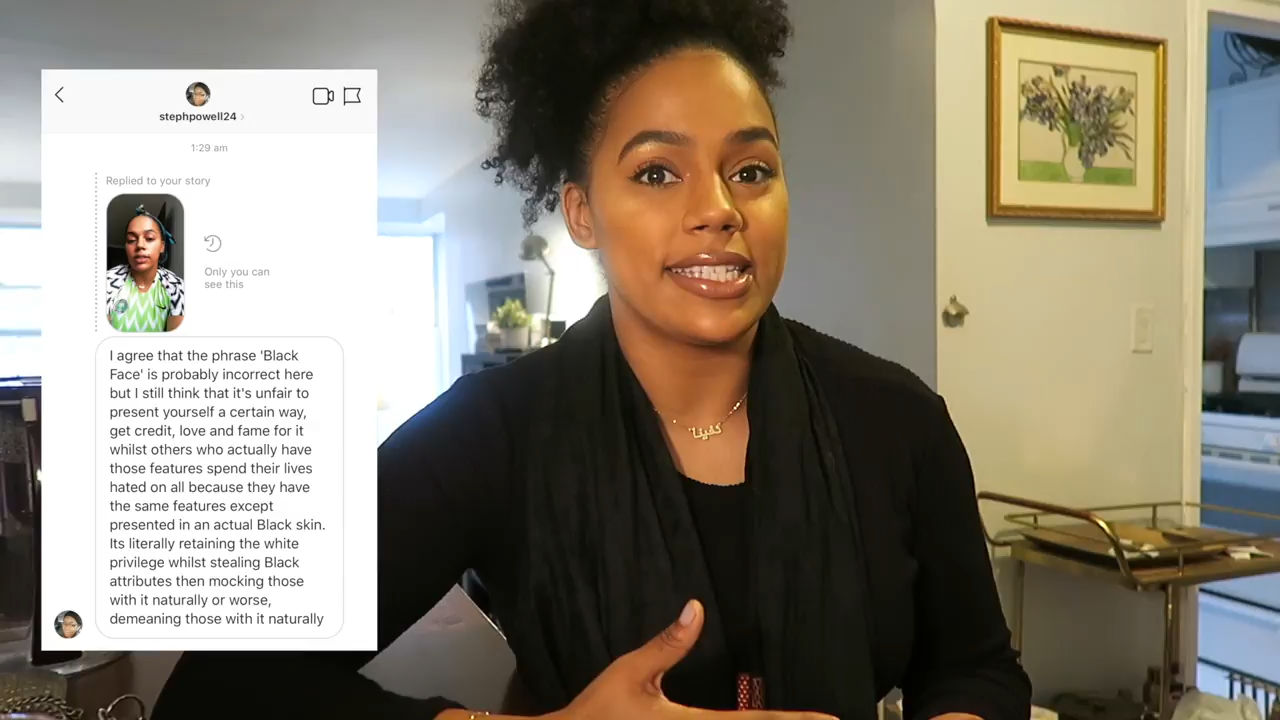 stephpowell24
1:29 am
Replied to your story
Only you can
see this
I agree that the phrase 'Black
Face' is probably incorrect here
but I still think that it's unfair to
present yourself a certain way,
get credit, love and fame for it
whilst others who actually have
those features spend their lives
hated on all because they have
the same features except
presented in an actual Black skin.
Its literally retaining the white
privilege whilst stealing Black
attributes then mocking those
with it naturally or worse,
demeaning those with it naturally